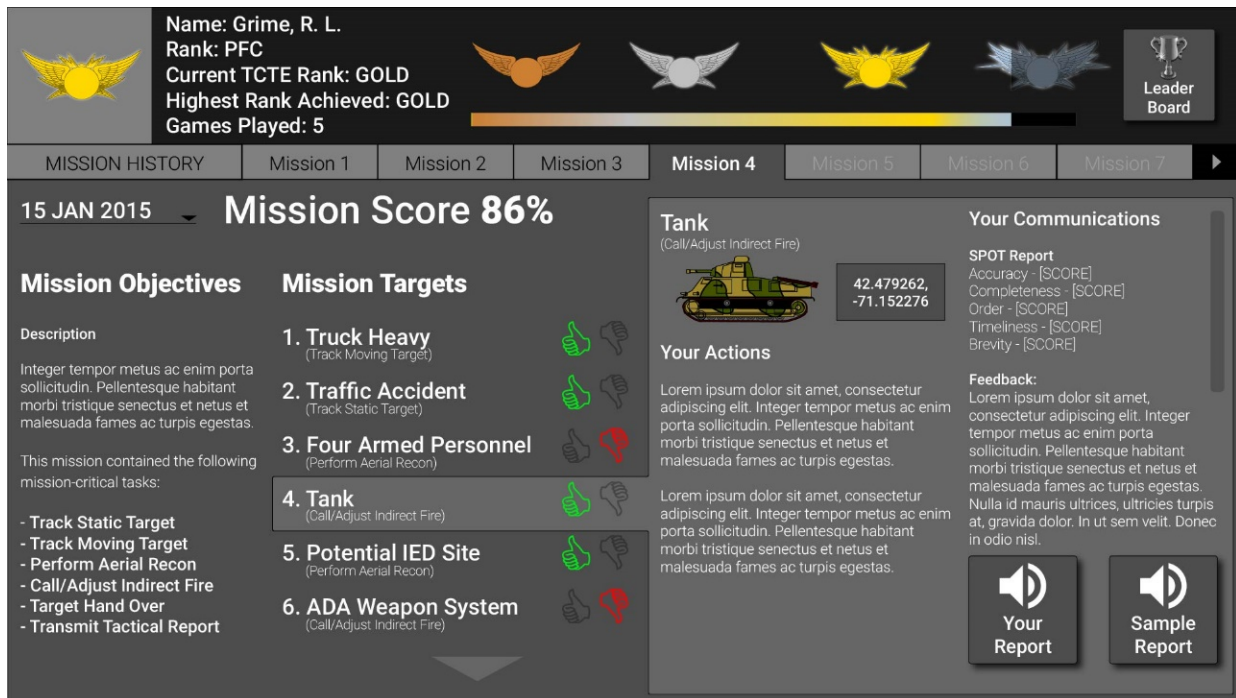 Name: Grime, R. L.
Rank: PFC
Current TCTE Rank: GOLD
Highest Rank Achieved: GOLD
Games Played: 5
Leader
Board
MISSION HISTORY
Mission 1
Mission 2
Mission 3
Mission 4
Mission 5
Mission 6
Mission 7
15 JAN 2015
Mission Score 86%
Mission Objectives
Description
Integer tempor metus ac enim porta
sollicitudin. Pellentesque habitant
morbi tristique senectus et netus et
malesuada fames ac turpis egestas.
This mission contained the following
mission-critical tasks:
- Track Static Target
- Track Moving Target
- Perform Aerial Recon
- Call/Adjust Indirect Fire
- Target Hand Over
- Transmit Tactical Report
Mission Targets
1. Truck Heavy
(Track Moving Target)
2. Traffic Accident
(Track Static Target)
3. Four Armed Personnel
(Perform Aerial Recon)
4. Tank
(Call/Adjust Indirect Fire)
5. Potential IED Site
(Perform Aerial Recon)
6. ADA Weapon System
(Call/Adjust Indirect Fire)
Tank
(Call/Adjust Indirect Fire)
42.479262,
-71.152276
Your Actions
Lorem ipsum dolor sit amet, consectetur
adipiscing elit. Integer tempor metus ac enim
porta sollicitudin. Pellentesque habitant
morbi tristique senectus et netus et
malesuada fames ac turpis egestas.
Lorem ipsum dolor sit amet, consectetur
adipiscing elit. Integer tempor metus ac enim
porta sollicitudin. Pellentesque habitant
morbi tristique senectus et netus et
malesuada fames ac turpis egestas.
Your Communications
SPOT Report
Accuracy - [SCORE]
Completeness - [SCORE]
Order - [SCORE]
Timeliness - [SCORE]
Brevity - [SCORE]
Feedback:
Lorem ipsum dolor sit amet,
consectetur adipiscing elit. Integer
tempor metus ac enim porta
sollicitudin. Pellentesque habitant
morbi tristique senectus et netus et
malesuada fames ac turpis egestas.
Nulla id mauris ultrices, ultricies turpis
at, gravida dolor. In ut sem velit. Donec
in odio nisl.
Your
Report
Sample
Report